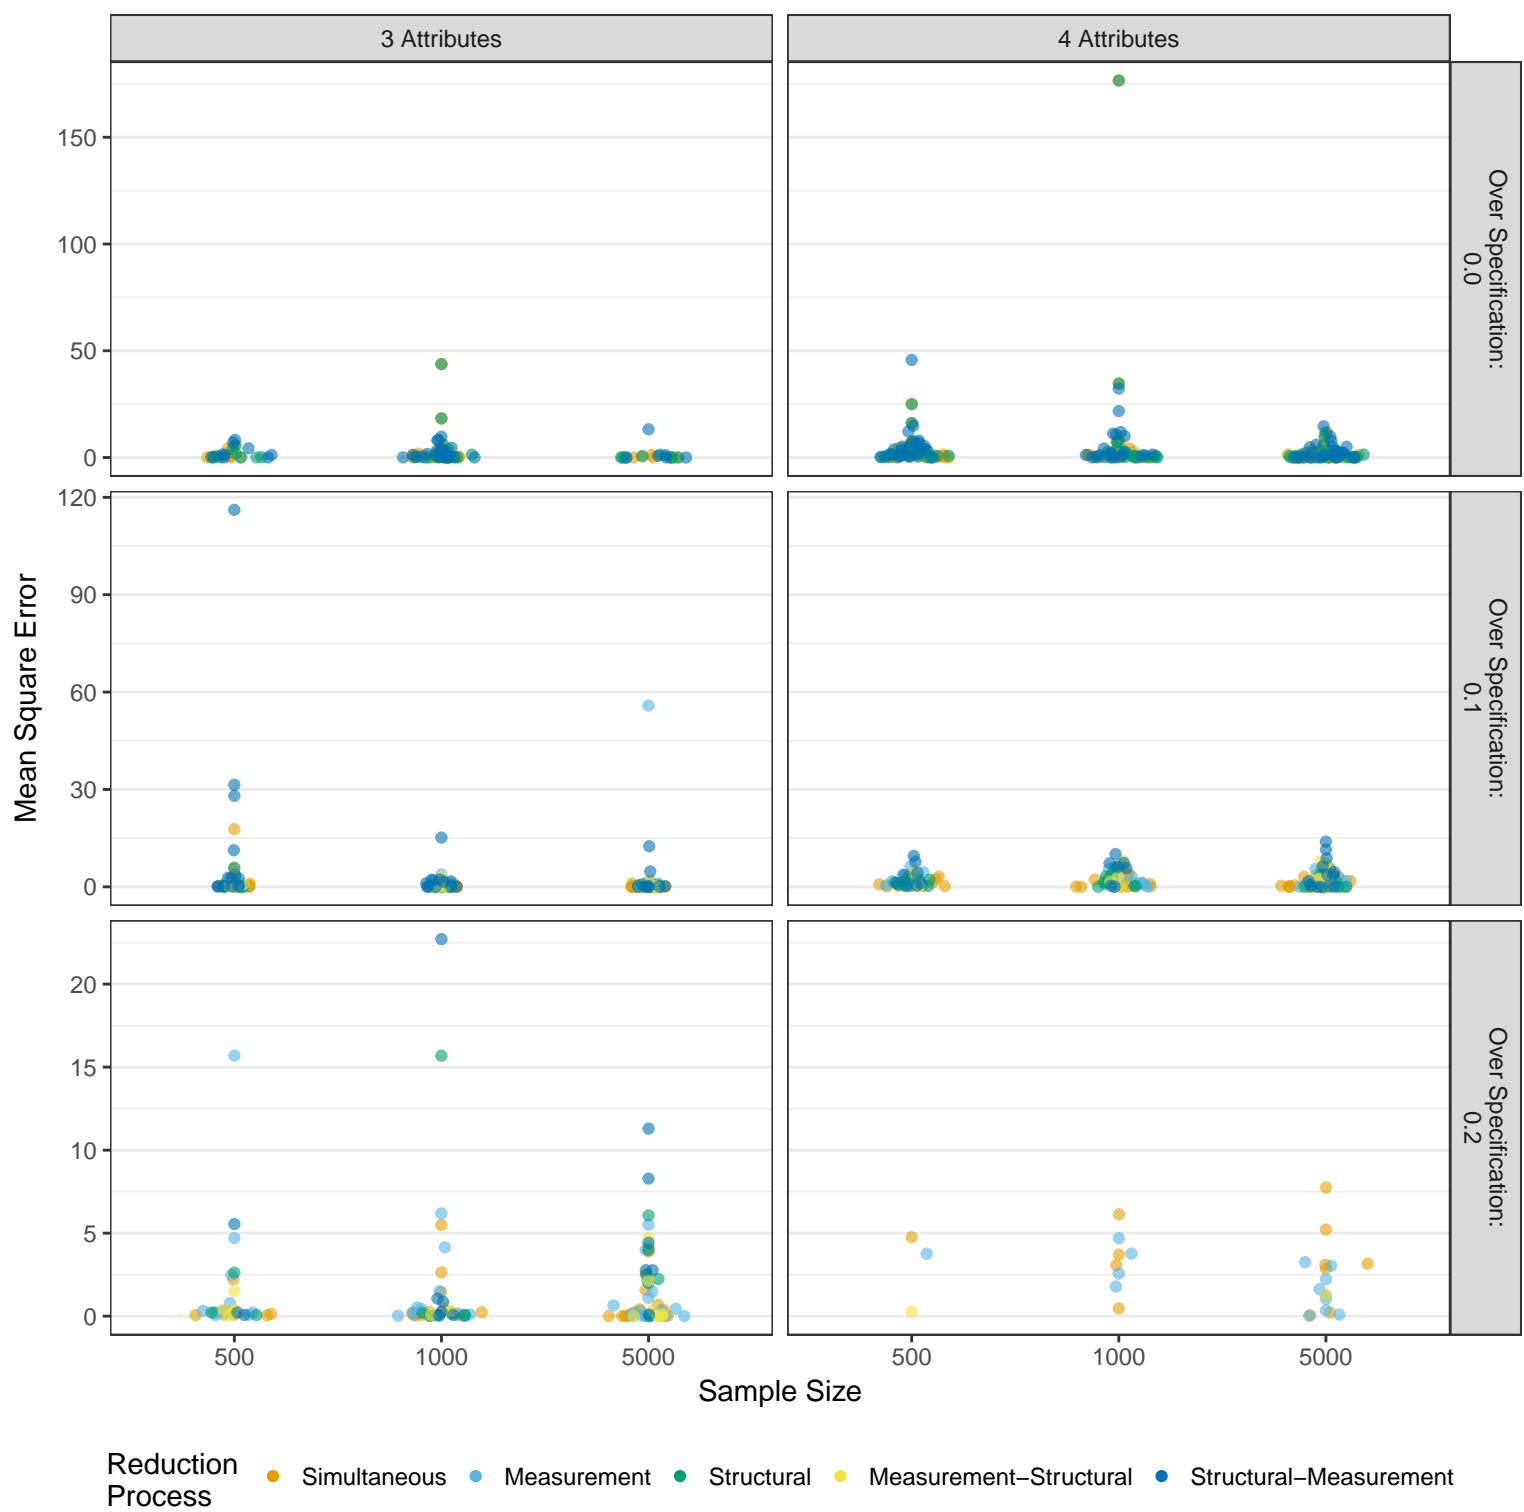 3 Attributes
4 Attributes
150
100
50
0
Over Specification:
0.0
120
90
60
30
0
Over Specification:
0.1
20
15
10
5
0
Over Specification:
0.2
Mean Square Error
500
1000
5000
500
1000
5000
Sample Size
Reduction
Process
Simultaneous
Measurement
Structural
Measurement−Structural
Structural−Measurement